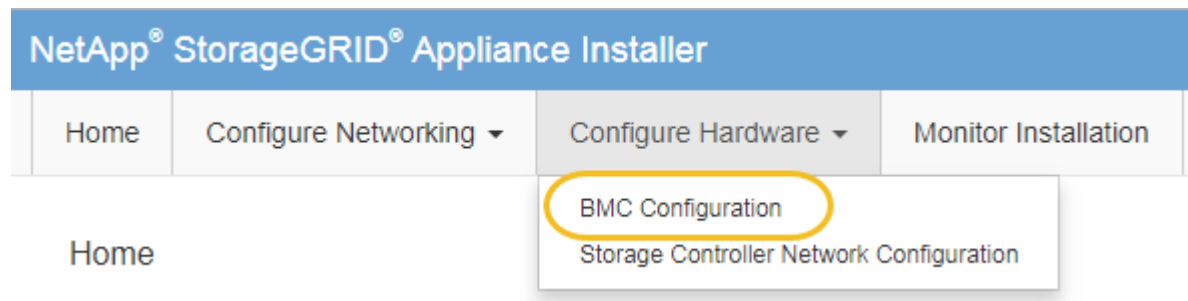 NetApp® StorageGRID® Appliance Installer
Home Configure Networking Configure Hardware Monitor Installation
BMC Configuration
Home Storage Controller Network Configuration